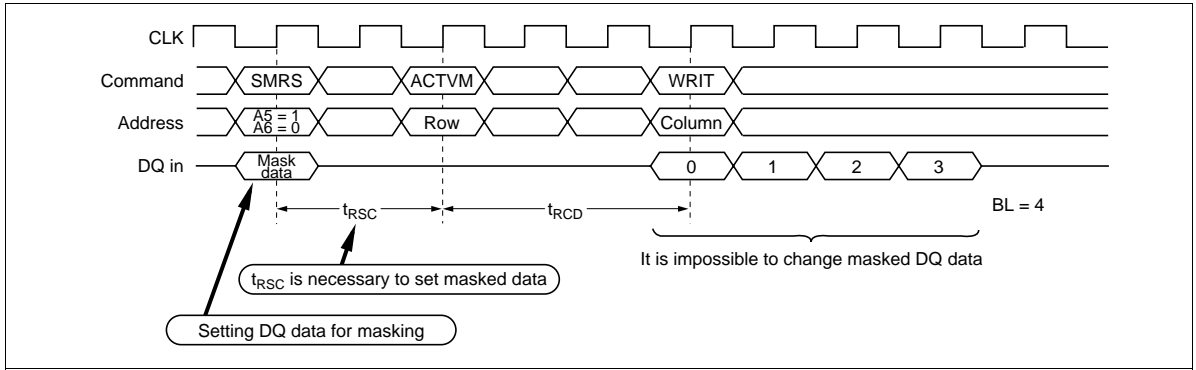 CLK
Command SMRS ACTVM WRIT
Address A5 = 1 Row Column
A6 = 0
DQ in Mask 0 1 2 3
data
tRSC tRCD BL = 4
It is impossible to change masked DQ data
tRSC is necessary to set masked data
Setting DQ data for masking